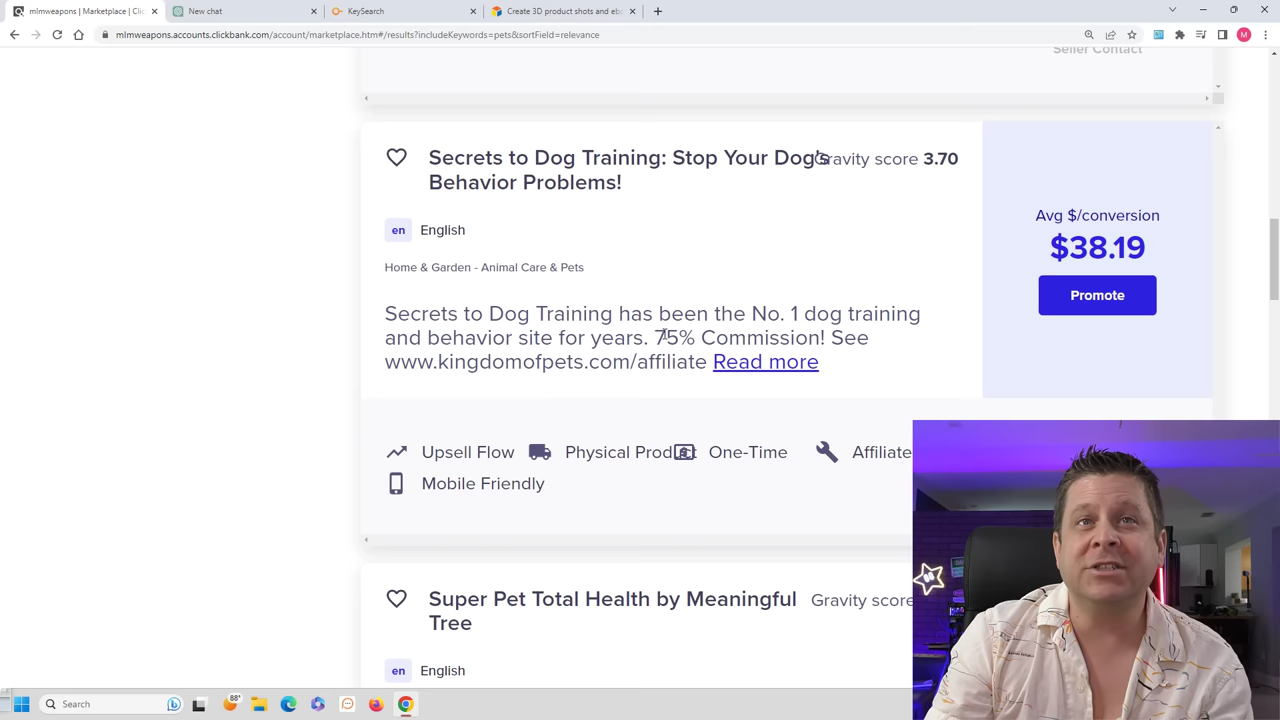 mlmweapons | Marketplace | Clic
New chat
KeySearch
Create 3D product shots and ebo
mlmweapons.accounts.clickbank.com/account/marketplace.htm#/results?includeKeywords=pets&sortField=relevance
M
Seller Contact
Secrets to Dog Training: Stop Your Dog's
Behavior Problems!
Gravity score 3.70
en English
Home & Garden - Animal Care & Pets
Secrets to Dog Training has been the No. 1 dog training
and behavior site for years. 75% Commission! See
www.kingdomofpets.com/affiliate Read more
Avg $/conversion
$38.19
Promote
Upsell Flow
Physical Product
One-Time
Affiliate
Mobile Friendly
Super Pet Total Health by Meaningful
Tree
Gravity score
en English
Search
88°